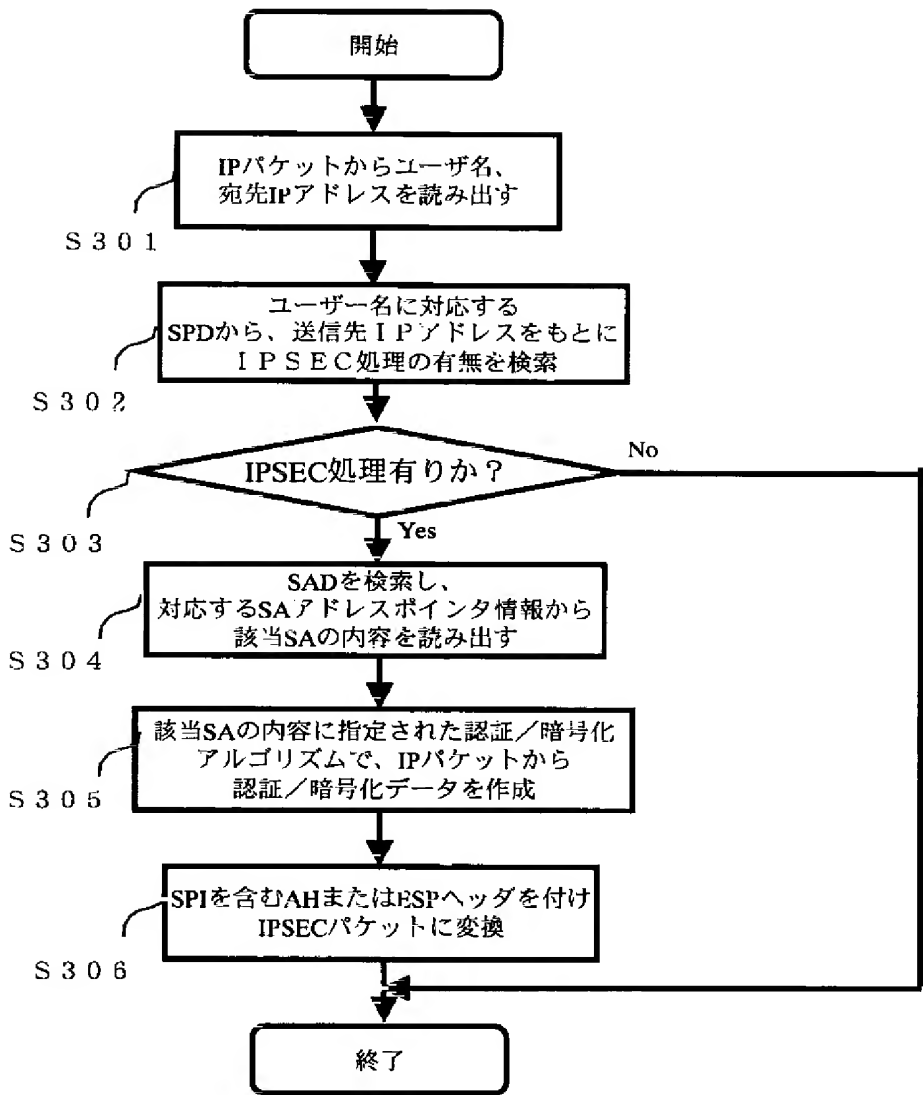 開始
IPパケットからユーザ名、
宛先IPアドレスを読み出す
S301
ユーザー名に対応する
SPDから、送信先ＩＰアドレスをもとに
ＩＰＳＥＣ処理の有無を検索
S302
IPSEC処理有りか？
No
S303
Yes
SADを検索し、
対応するSAアドレスポインタ情報から
該当SAの内容を読み出す
S304
該当SAの内容に指定された認証／暗号化
アルゴリズムで、IPパケットから
認証／暗号化データを作成
S305
SPIを含むAHまたはESPヘッダを付け
IPSECパケットに変換
S306
終了